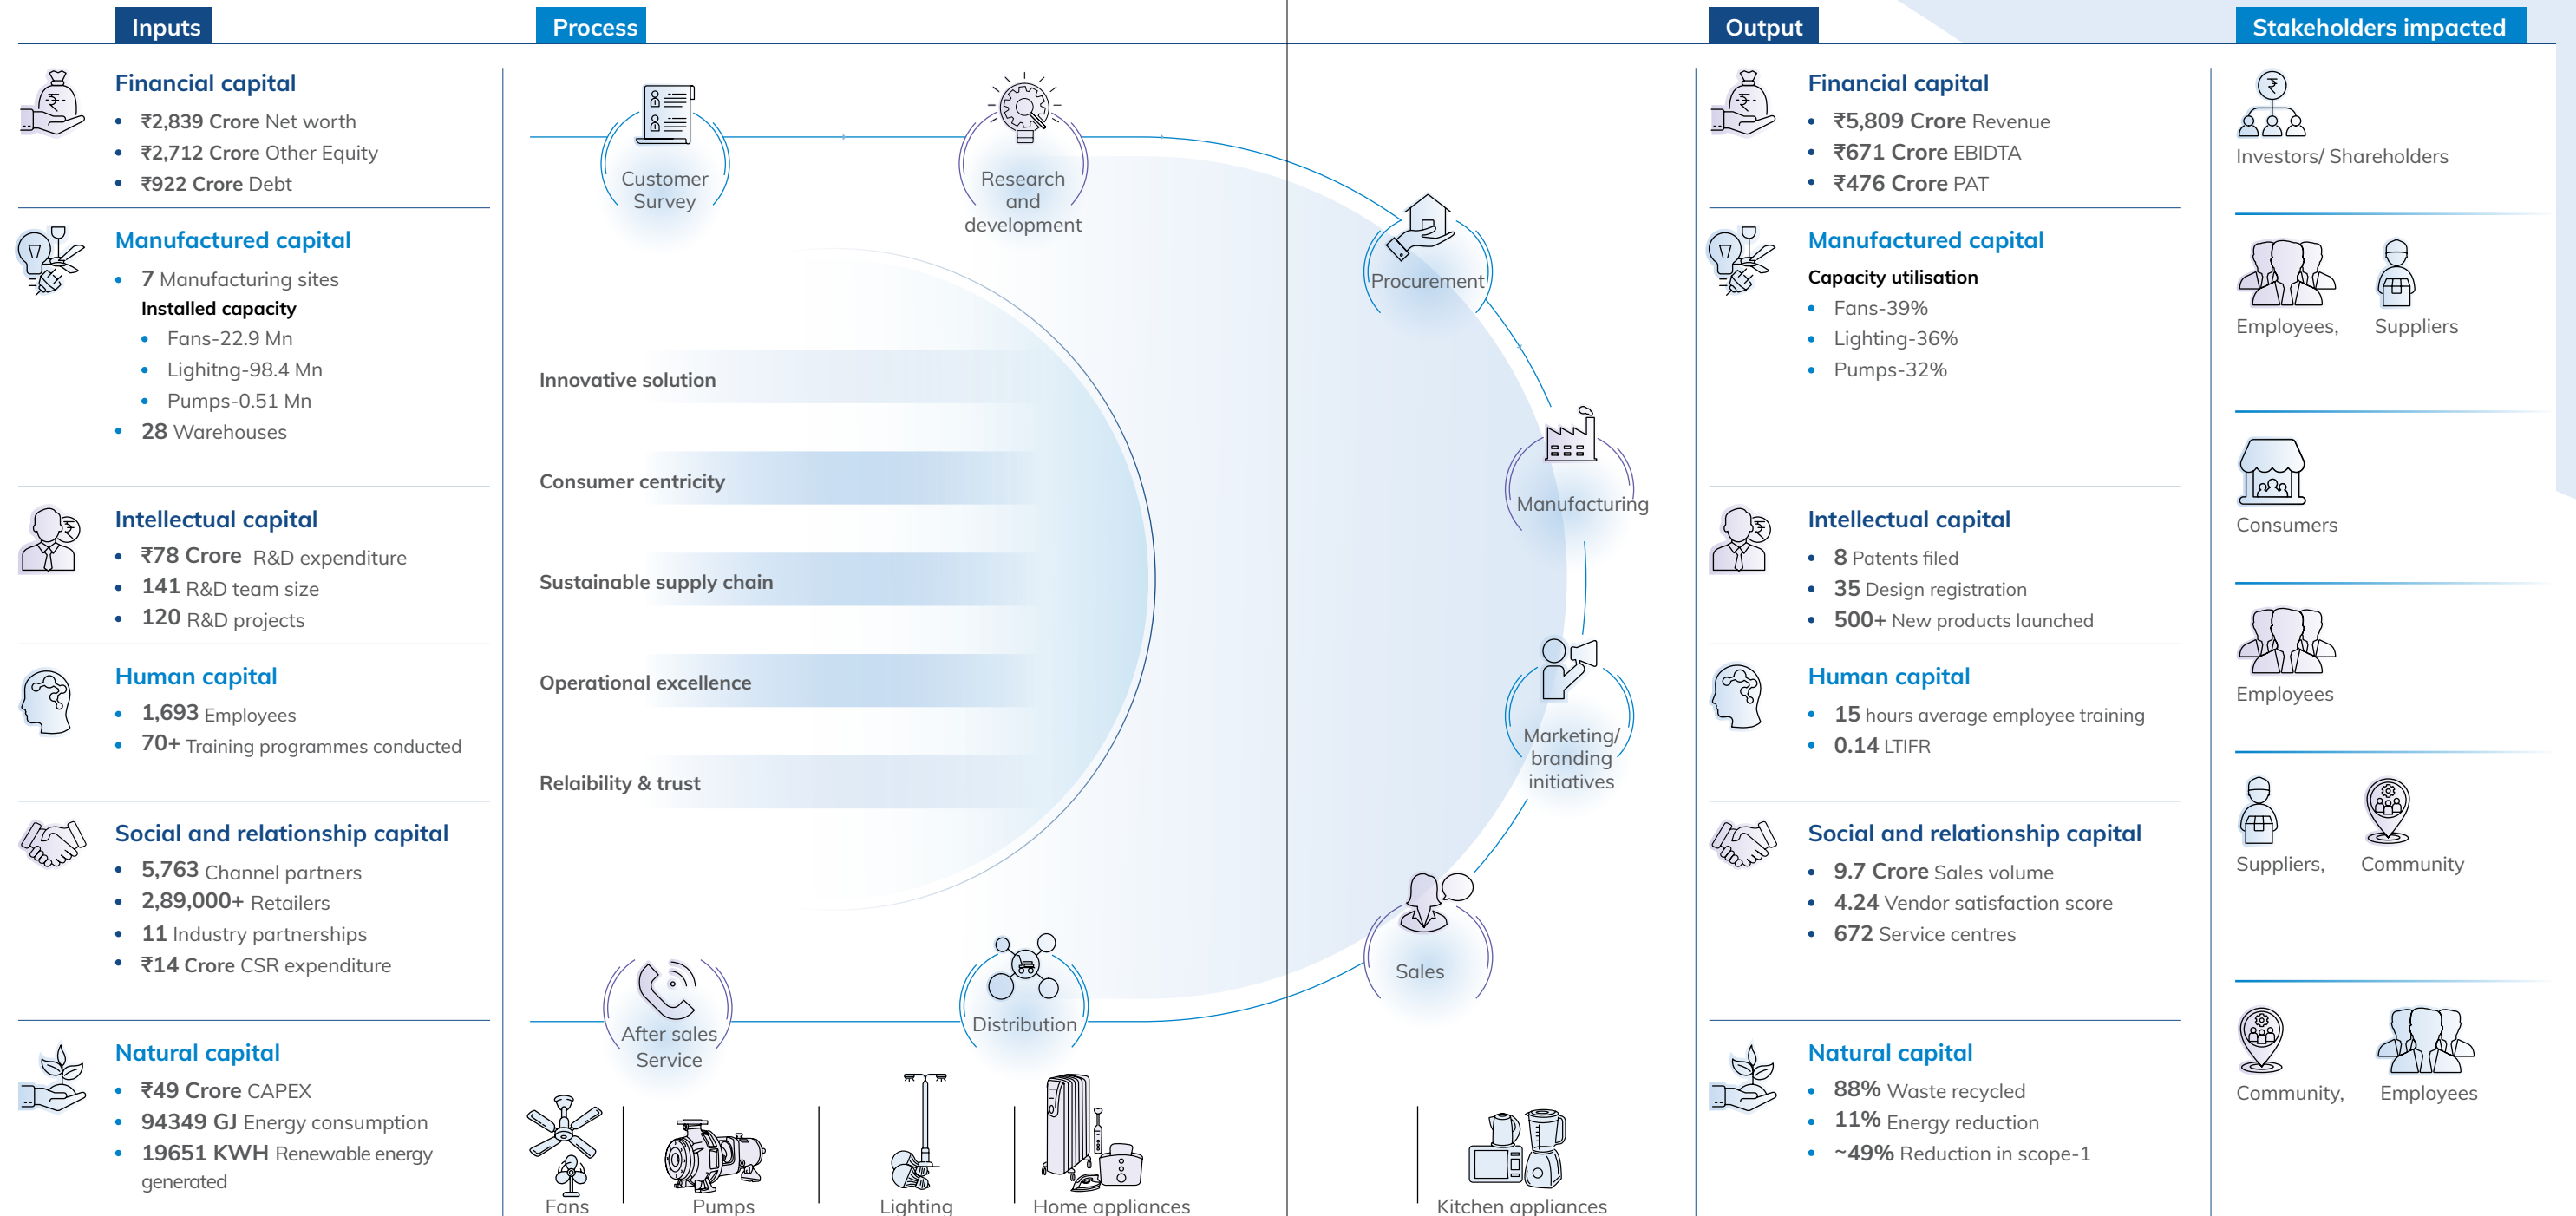 Inputs
Financial capital
• ₹2,839 Crore Net worth
• ₹2,712 Crore Other Equity
• ₹922 Crore Debt
Manufactured capital
• 7 Manufacturing sites
Installed capacity
• Fans-22.9 Mn
• Lighitng-98.4 Mn
• Pumps-0.51 Mn
• 28 Warehouses
Intellectual capital
• ₹78 Crore R&D expenditure
• 141 R&D team size
• 120 R&D projects
Human capital
• 1,693 Employees
• 70+ Training programmes conducted
Social and relationship capital
• 5,763 Channel partners
• 2,89,000+ Retailers
• 11 Industry partnerships
• ₹14 Crore CSR expenditure
Natural capital
• ₹49 Crore CAPEX
• 94349 GJ Energy consumption
• 19651 KWH Renewable energy
generated
Process
Customer
Survey
Research
and
development
Procurement
Manufacturing
Marketing/
branding
initiatives
Sales
Distribution
After sales
Service
Innovative solution
Consumer centricity
Sustainable supply chain
Operational excellence
Relaibility & trust
Fans
Pumps
Lighting
Home appliances
Kitchen appliances
Output
Financial capital
• ₹5,809 Crore Revenue
• ₹671 Crore EBIDTA
• ₹476 Crore PAT
Manufactured capital
Capacity utilisation
• Fans-39%
• Lighting-36%
• Pumps-32%
Intellectual capital
• 8 Patents filed
• 35 Design registration
• 500+ New products launched
Human capital
• 15 hours average employee training
• 0.14 LTIFR
Social and relationship capital
• 9.7 Crore Sales volume
• 4.24 Vendor satisfaction score
• 672 Service centres
Natural capital
• 88% Waste recycled
• 11% Energy reduction
• ~49% Reduction in scope-1
Stakeholders impacted
Investors/ Shareholders
Employees, Suppliers
Consumers
Employees
Suppliers, Community
Community, Employees